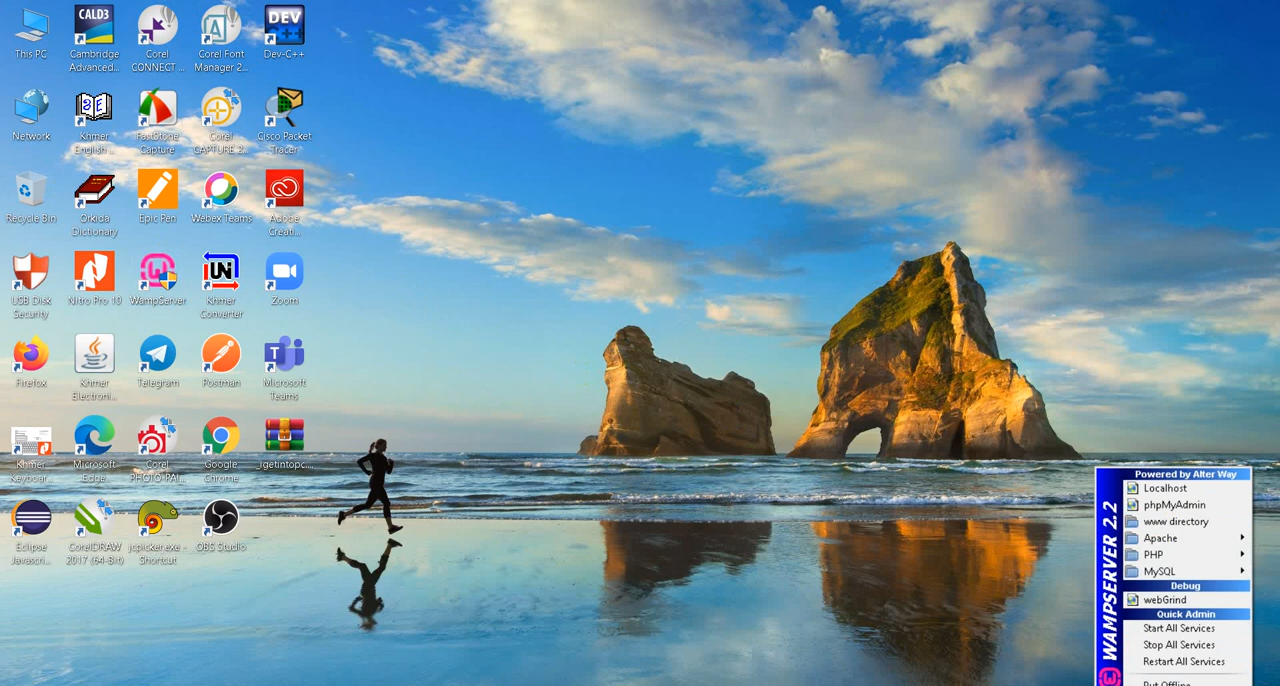 This PC
CALD3
Cambridge
Advanced...
Corel
CONNECT ...
Corel Font
Manager 2...
DEV
C++
Dev-C++
Network
Khmer
English ...
FastStone
Capture
Corel
CAPTURE 2...
Cisco Packet
Tracer
Recycle Bin
Orkida
Dictionary
Epic Pen
Webex Teams
Adobe
Creati...
USB Disk
Security
Nitro Pro 10
WampServer
UNi
Khmer
Converter
Zoom
Firefox
Khmer
Electroni...
Telegram
Postman
T
Microsoft
Teams
Khmer
Keyboar...
Microsoft
Edge
Corel
PHOTO-PAI...
Google
Chrome
_igetintopc....
Eclipse
Javascri...
CorelDRAW
2017 (64-Bit)
jcpicker.exe -
Shortcut
OBS Studio
WAMPSERVER 2.2
Powered by Alter Way
Localhost
phpMyAdmin
www directory
Apache
PHP
MySQL
Debug
webGrind
Quick Admin
Start All Services
Stop All Services
Restart All Services
Put Offline